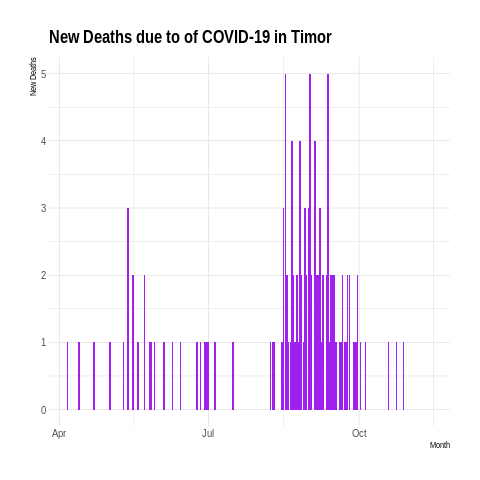 New Deaths due to of COVID-19 in Timor
New Deaths
5
4
3
2
1
0
Apr
Jul
Oct
Month